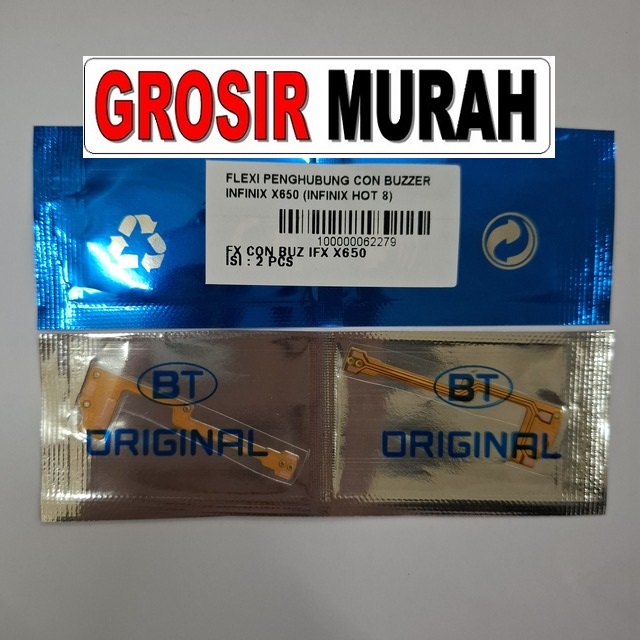 GROSIR MURAH
FLEXI PENGHUBUNG CON BUZZER
INFINIX X650 (INFINIX HOT 8)
100000062279
FX CON BUZ IFX X650
ISI : 2 PCS
BT
ORIGINAL
BT
ORIGINAL